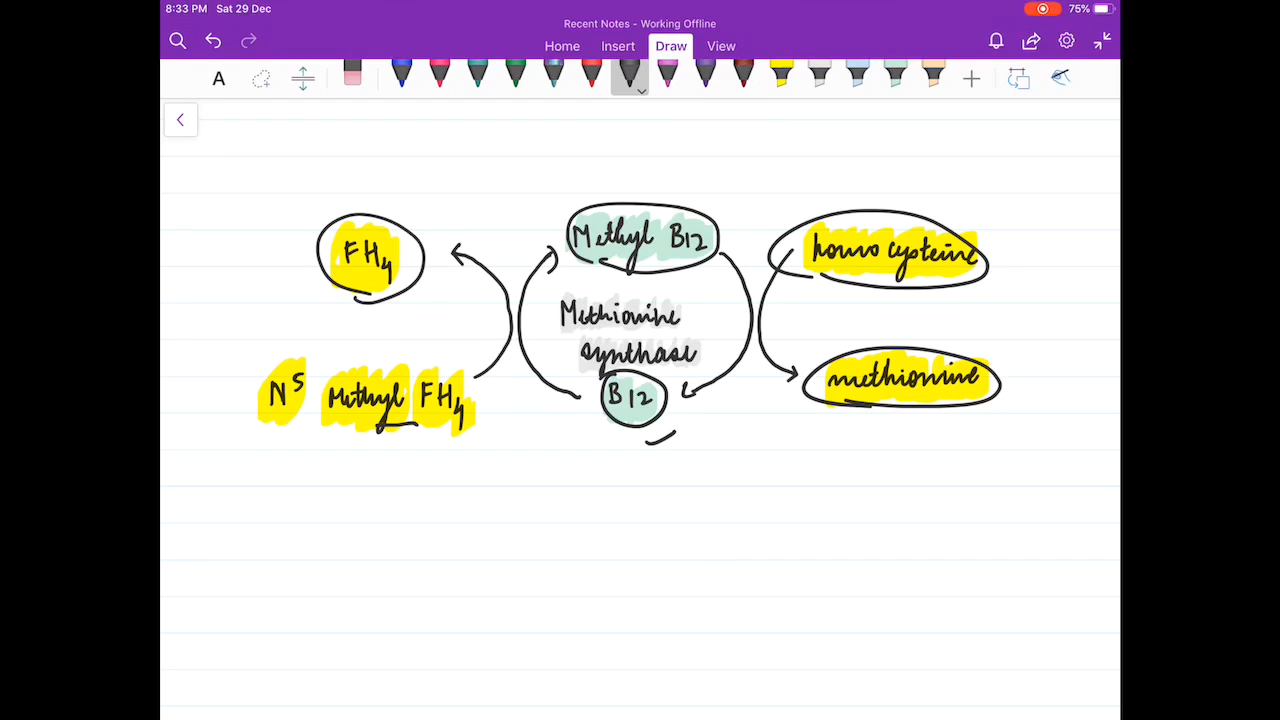 8:33 PM Sat 29 Dec
75%
Recent Notes - Working Offline
Home Insert Draw View
A
FH4
Methyl B12
homocysteine
Methionine
synthase
N5 Methyl FH4
B12
methionine